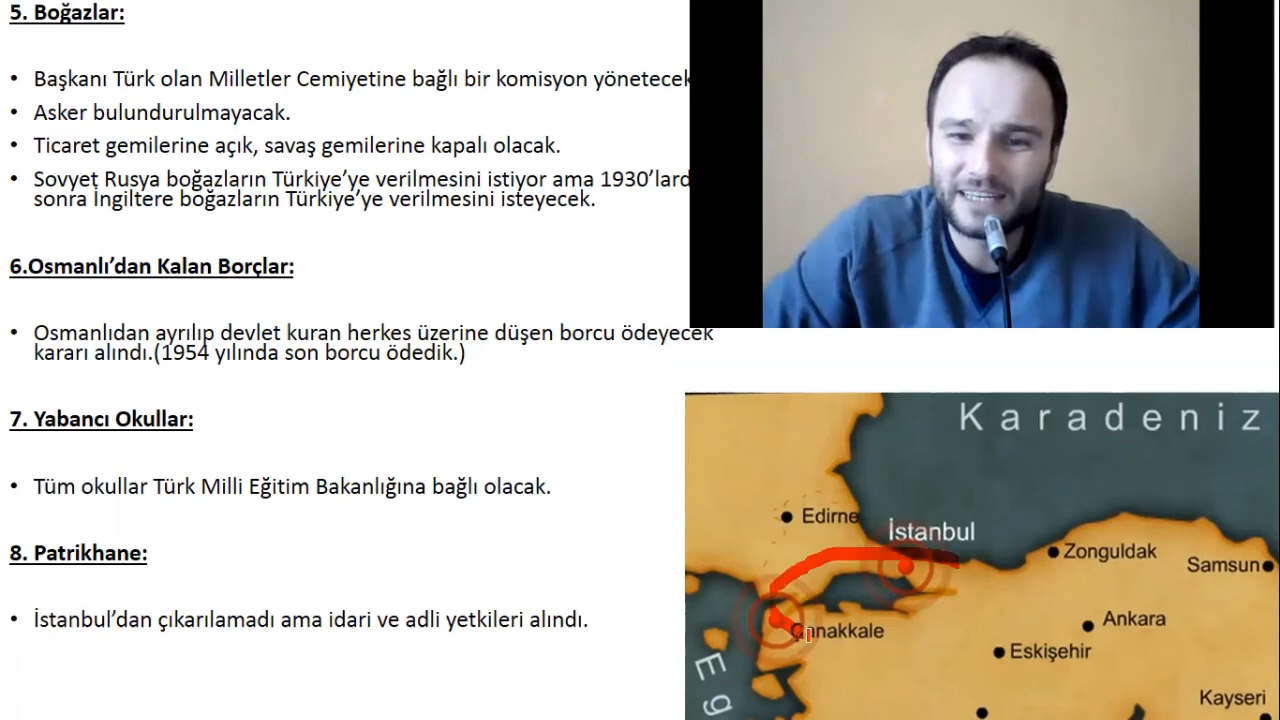 5. Boğazlar:
• Başkanı Türk olan Milletler Cemiyetine bağlı bir komisyon yönetecek
• Asker bulundurulmayacak.
• Ticaret gemilerine açık, savaş gemilerine kapalı olacak.
• Sovyet Rusya boğazların Türkiye’ye verilmesini istiyor ama 1930’lard
sonra İngiltere boğazların Türkiye’ye verilmesini isteyecek.
6.Osmanlı’dan Kalan Borçlar:
• Osmanlıdan ayrılıp devlet kuran herkes üzerine düşen borcu ödeyecek
kararı alındı.(1954 yılında son borcu ödedik.)
7. Yabancı Okullar:
• Tüm okullar Türk Milli Eğitim Bakanlığına bağlı olacak.
8. Patrikhane:
• İstanbul’dan çıkarılamadı ama idari ve adli yetkileri alındı.
Karadeniz
Edirne
İstanbul
Zonguldak
Samsun
Çanakkale
Ankara
Eskişehir
Kayseri
Eg